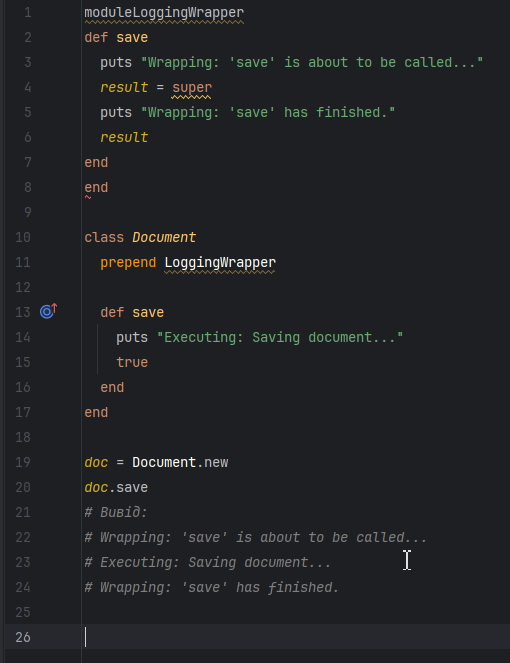 1 moduleLoggingWrapper
2 def save
3   puts "Wrapping: 'save' is about to be called..."
4   result = super
5   puts "Wrapping: 'save' has finished."
6   result
7 end
8 end
9
10 class Document
11   prepend LoggingWrapper
12
13   def save
14     puts "Executing: Saving document..."
15     true
16   end
17 end
18
19 doc = Document.new
20 doc.save
21 # Вивід:
22 # Wrapping: 'save' is about to be called...
23 # Executing: Saving document...
24 # Wrapping: 'save' has finished.
25
26